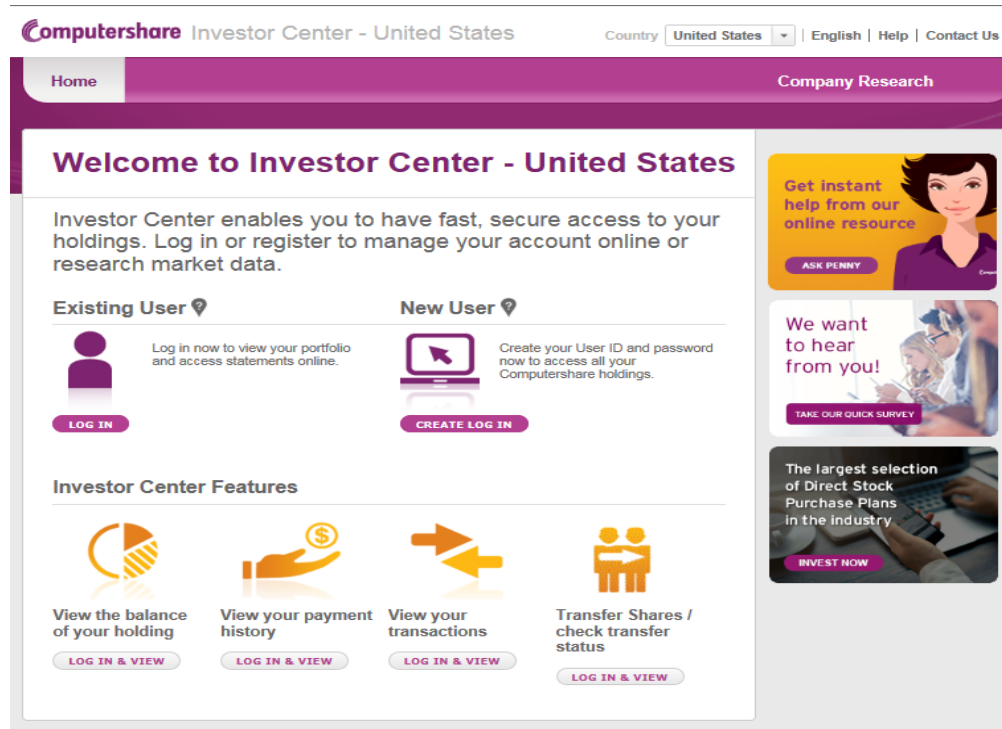 Computershare Investor Center - United States
Country United States | English | Help | Contact Us
Home
Company Research
Welcome to Investor Center - United States
Investor Center enables you to have fast, secure access to your
holdings. Log in or register to manage your account online or
research market data.
Existing User ?
Log in now to view your portfolio
and access statements online.
LOG IN
New User ?
Create your User ID and password
now to access all your
Computershare holdings.
CREATE LOG IN
Investor Center Features
$
View the balance
of your holding
LOG IN & VIEW
View your payment
history
LOG IN & VIEW
View your
transactions
LOG IN & VIEW
Transfer Shares /
check transfer
status
LOG IN & VIEW
Get instant
help from our
online resource
ASK PENNY
We want
to hear
from you!
TAKE OUR QUICK SURVEY
The largest selection
of Direct Stock
Purchase Plans
in the industry
INVEST NOW